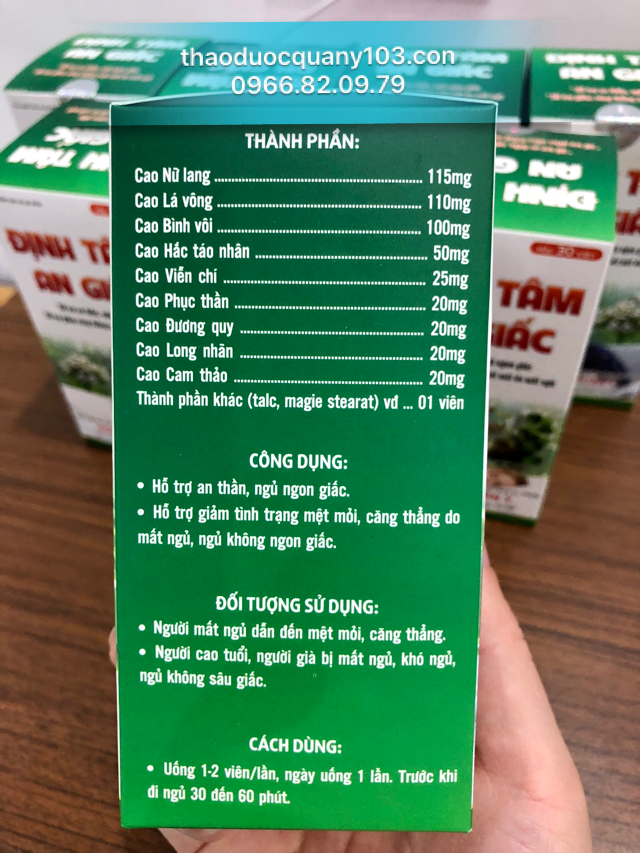 thaoduocquany103.con
0966.82.09.79
THÀNH PHẦN:
Cao Nữ lang ........ 115mg
Cao Lá vông ........ 110mg
Cao Bình vôi ........ 100mg
Cao Hắc táo nhân ........ 50mg
Cao Viễn chí ........ 25mg
Cao Phục thần ........ 20mg
Cao Đương quy ........ 20mg
Cao Long nhãn ........ 20mg
Cao Cam thảo ........ 20mg
Thành phần khác (talc, magie stearat) vđ ... 01 viên
CÔNG DỤNG:
• Hỗ trợ an thần, ngủ ngon giấc.
• Hỗ trợ giảm tình trạng mệt mỏi, căng thẳng do
mất ngủ, ngủ không ngon giấc.
ĐỐI TƯỢNG SỬ DỤNG:
• Người mất ngủ dẫn đến mệt mỏi, căng thẳng.
• Người cao tuổi, người già bị mất ngủ, khó ngủ,
ngủ không sâu giấc.
CÁCH DÙNG:
• Uống 1-2 viên/lần, ngày uống 1 lần. Trước khi
đi ngủ 30 đến 60 phút.
ĐỊNH TÂM
AN GIẤC
ĐỊNH TÂ
AN GI
TÂM
IẤC